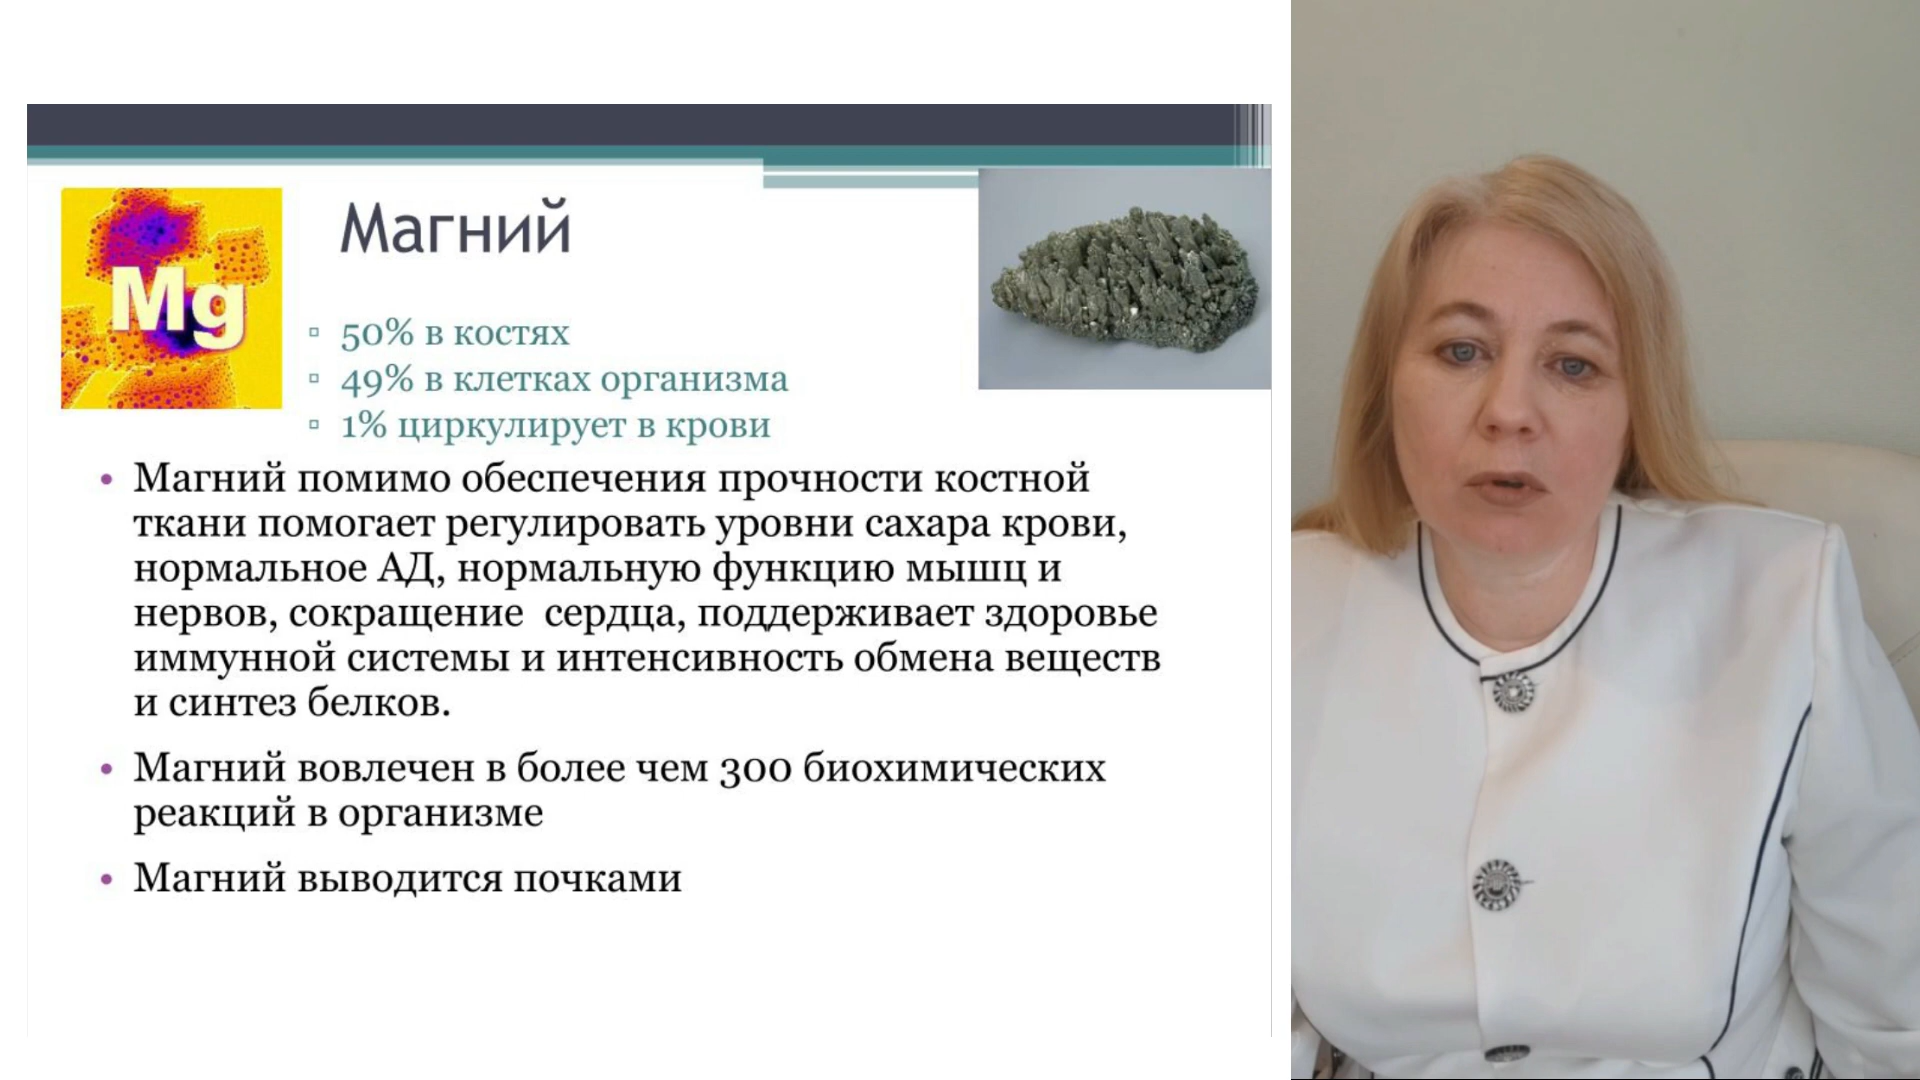 Mg
Магний
50% в костях
49% в клетках организма
1% циркулирует в крови
Магний помимо обеспечения прочности костной
ткани помогает регулировать уровни сахара крови,
нормальное АД, нормальную функцию мышц и
нервов, сокращение сердца, поддерживает здоровье
иммунной системы и интенсивность обмена веществ
и синтез белков.
Магний вовлечен в более чем 300 биохимических
реакций в организме
Магний выводится почками